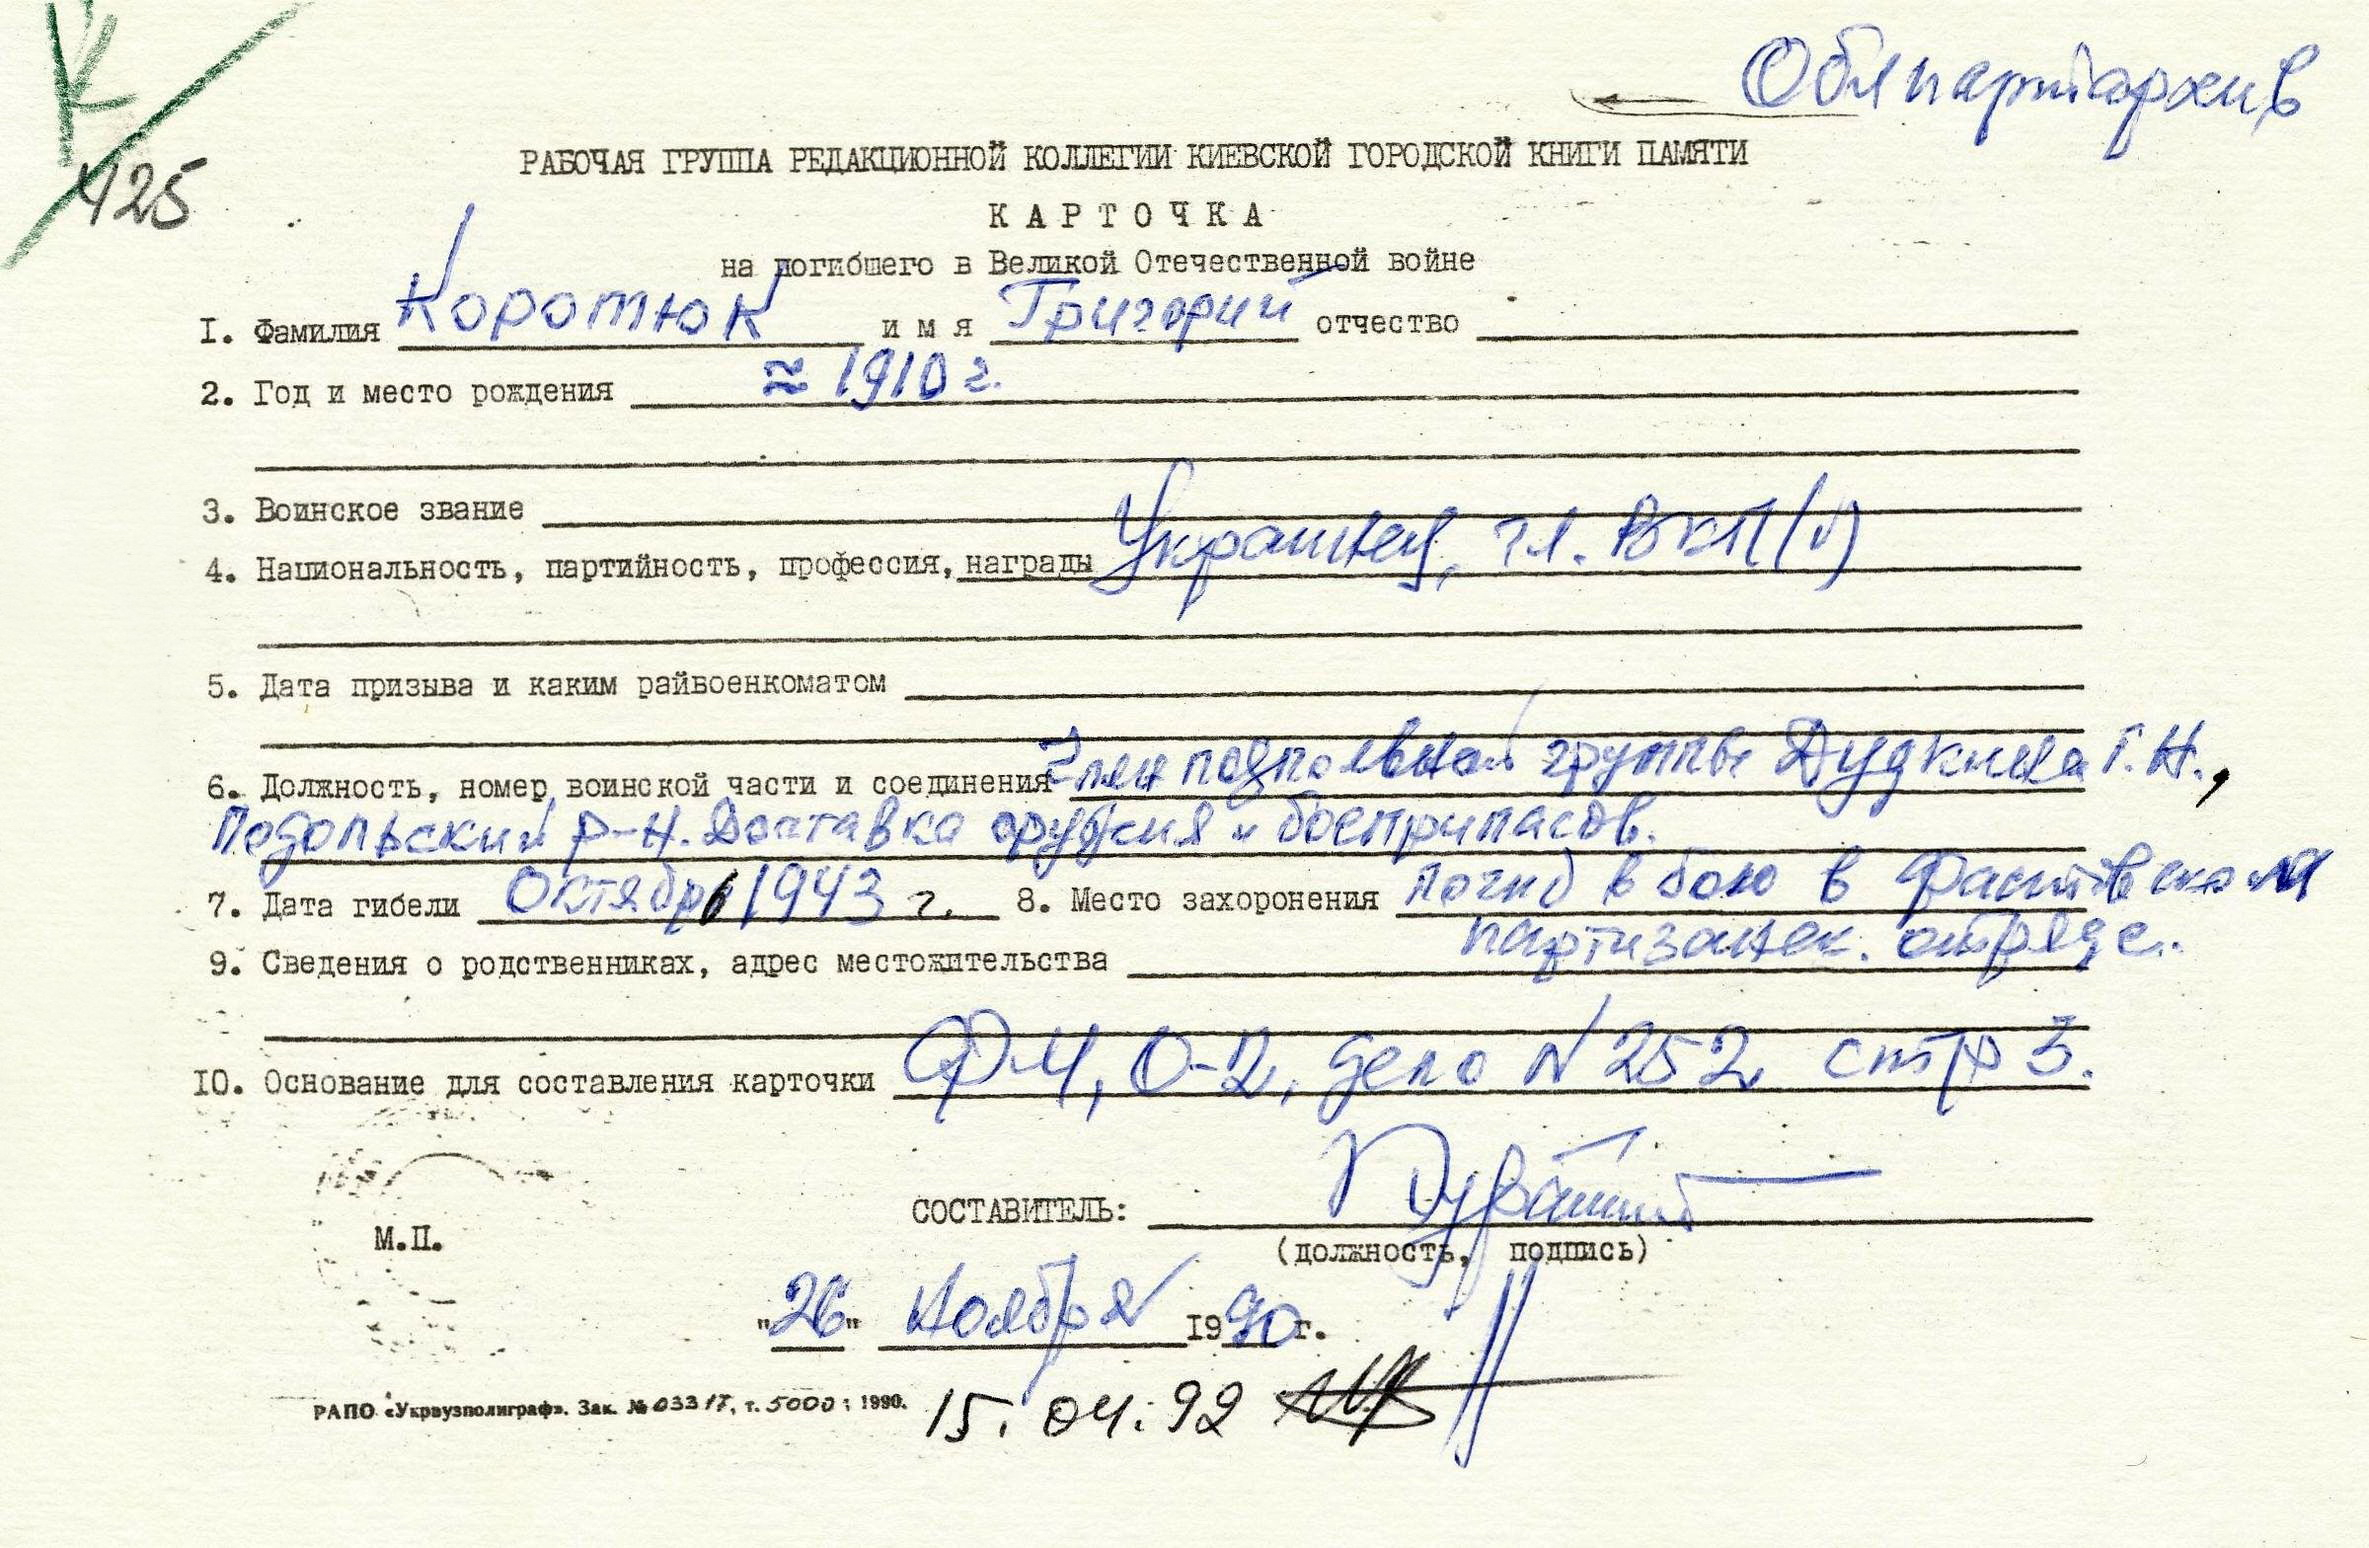 К
425
Облпартархив
РАБОЧАЯ ГРУППА РЕДАКЦИОННОЙ КОЛЛЕГИИ КИЕВСКОЙ ГОРОДСКОЙ КНИГИ ПАМЯТИ
КАРТОЧКА
на погибшего в Великой Отечественной войне
1. Фамилия Коротюк имя Григорий отчество
2. Год и место рождения ≈ 1910 г.
3. Воинское звание
4. Национальность, партийность, профессия, награды Украинец, чл. ВКП(б)
5. Дата призыва и каким райвоенкоматом
6. Должность, номер воинской части и соединения Член подпольной группы Дудкина Г.Н.,
Подольский р-н. Доставка оружия и боеприпасов.
7. Дата гибели Октябрь 1943 г. 8. Место захоронения погиб в бою в Фастовском
партизанск. отряде.
9. Сведения о родственниках, адрес местожительства
10. Основание для составления карточки ФМ, О-2, дело № 252 стр 3.
СОСТАВИТЕЛЬ:
М.П.
(должность, подпись)
"26" Ноября 1990 г.
РАПО «Укрвузполиграф». Зак. № 0331Т, т. 5000; 1990.
15.04.92